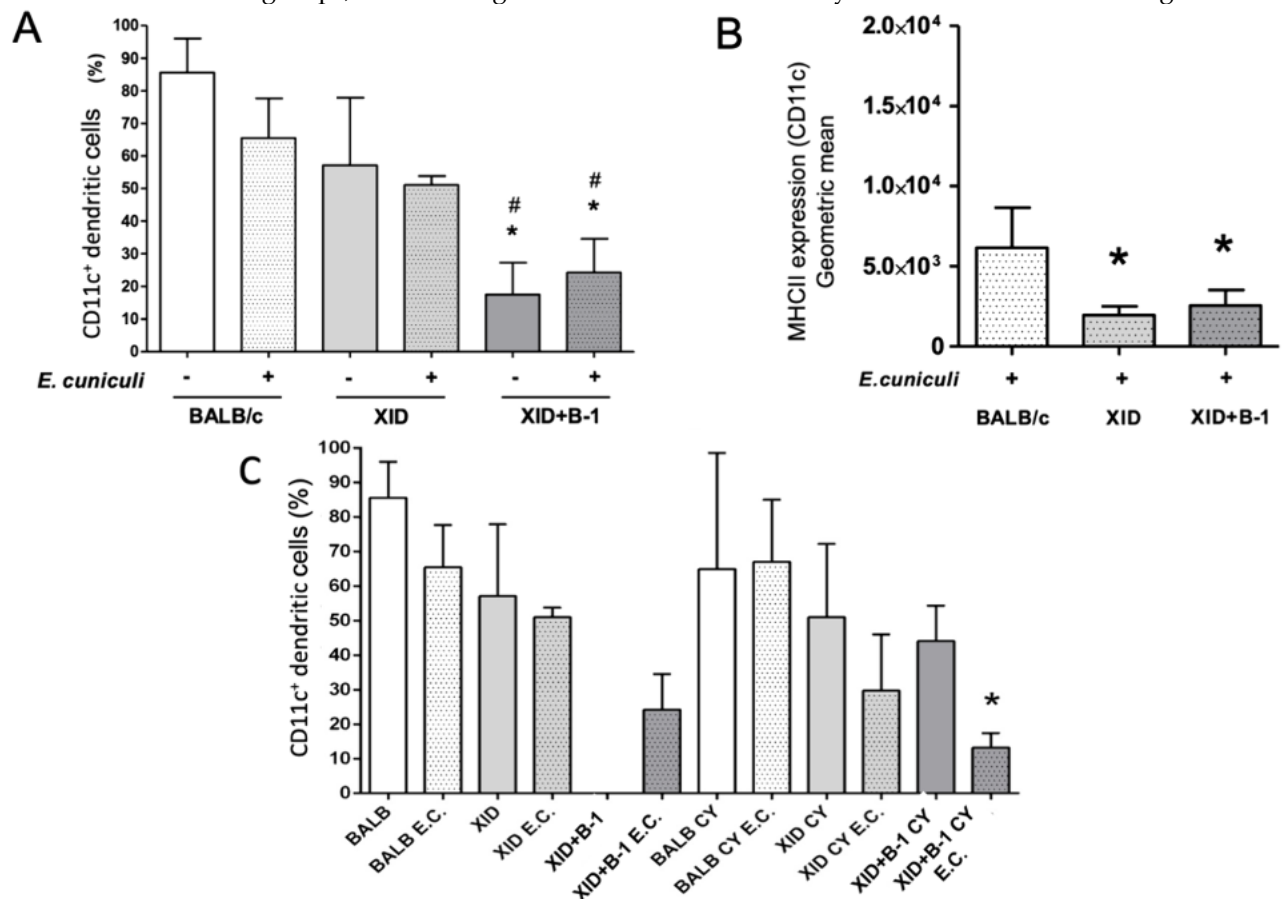 A
B
C
CD11c⁺ dendritic cells (%)
100
90
80
70
60
50
40
30
20
10
0
#
*
#
*
E. cuniculi - + - + - +
BALB/c XID XID+B-1
MHCII expression (CD11c)
Geometric mean
2.0×10⁴
1.5×10⁴
1.0×10⁴
5.0×10³
0
*
*
E.cuniculi + + +
BALB/c XID XID+B-1
CD11c⁺ dendritic cells (%)
100
90
80
70
60
50
40
30
20
10
0
*
BALB
BALB E.C.
XID
XID E.C.
XID+B-1
XID+B-1 E.C.
BALB CY
BALB CY E.C.
XID CY
XID CY E.C.
XID+B-1 CY
XID+B-1 CY
E.C.